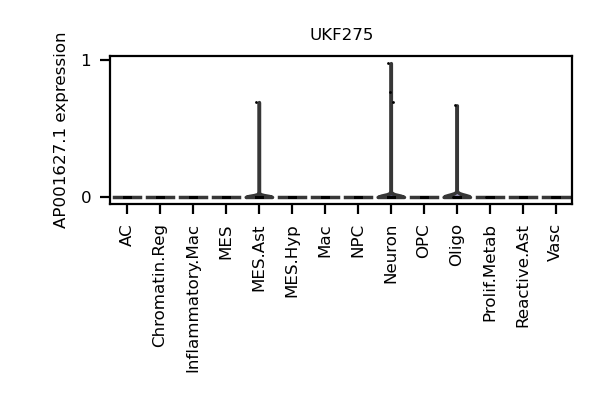 UKF275
AP001627.1 expression
1
0
AC
Chromatin.Reg
Inflammatory.Mac
MES
MES.Ast
MES.Hyp
Mac
NPC
Neuron
OPC
Oligo
Prolif.Metab
Reactive.Ast
Vasc